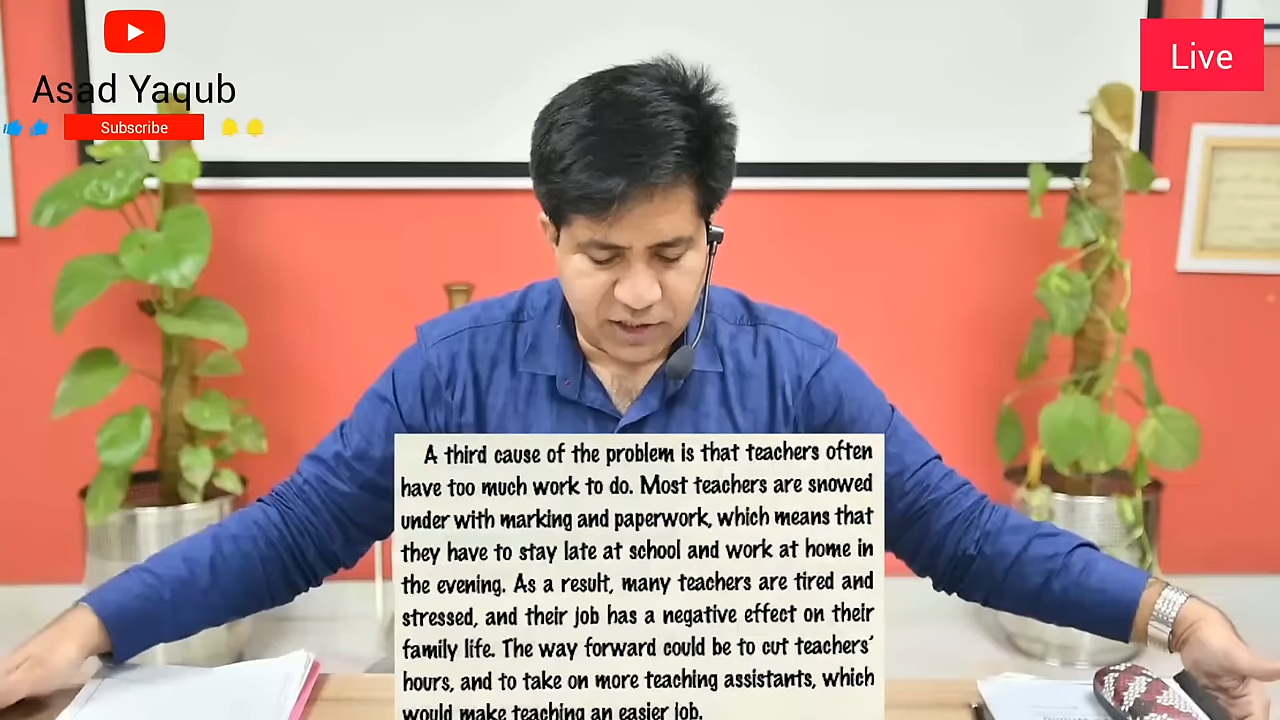 Asad Yaqub
Subscribe
Live
A third cause of the problem is that teachers often
have too much work to do. Most teachers are snowed
under with marking and paperwork, which means that
they have to stay late at school and work at home in
the evening. As a result, many teachers are tired and
stressed, and their job has a negative effect on their
family life. The way forward could be to cut teachers'
hours, and to take on more teaching assistants, which
would make teaching an easier job.